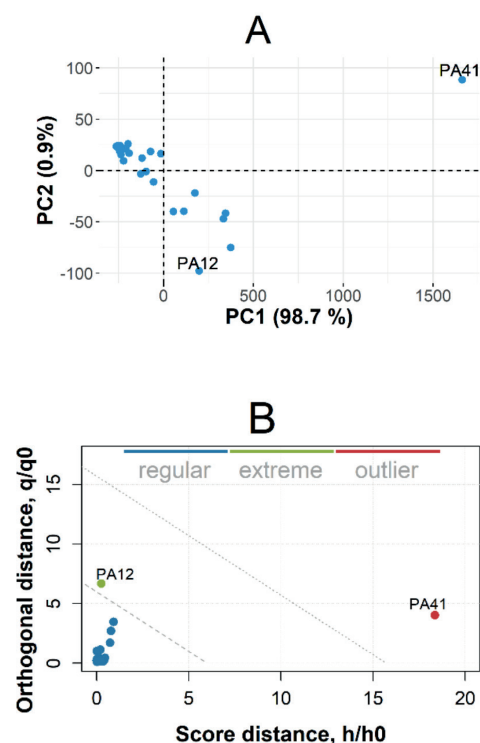 A
100
50
0
-50
-100
PC2 (0.9%)
PA41
PA12
0
500
1000
1500
PC1 (98.7 %)
B
regular
extreme
outlier
15
10
5
0
Orthogonal distance, q/q0
PA12
PA41
0
5
10
15
20
Score distance, h/h0